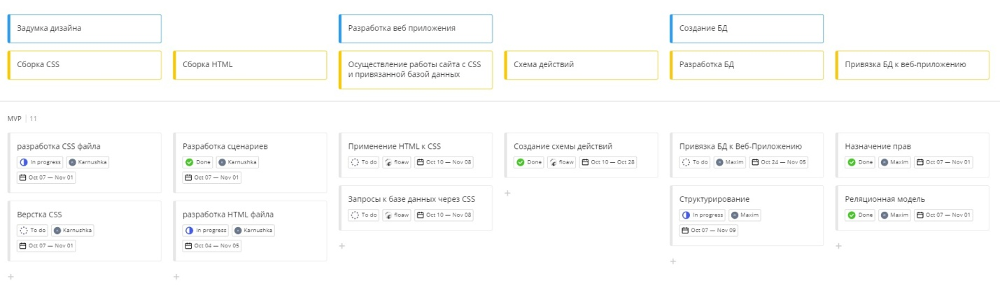 Задумка дизайна
Разработка веб приложения
Создание БД
Сборка CSS
Сборка HTML
Осуществление работы сайта с CSS
и привязанной базой данных
Схема действий
Разработка БД
Привязка БД к веб-приложению
MVP 11
разработка CSS файла
In progress Karnushka
Oct 07 — Nov 01
Верстка CSS
To do Karnushka
Oct 07 — Nov 01
Разработка сценариев
Done Karnushka
Oct 07 — Nov 01
разработка HTML файла
In progress Karnushka
Oct 04 — Nov 05
Применение HTML к CSS
To do floaw Oct 10 — Nov 08
Запросы к базе данных через CSS
To do floaw Oct 10 — Nov 08
Создание схемы действий
Done floaw Oct 10 — Oct 28
Привязка БД к Веб-Приложению
To do Maxim Oct 24 — Nov 05
Структурирование
In progress Maxim
Oct 07 — Nov 09
Назначение прав
Done Maxim Oct 07 — Nov 01
Реляционная модель
Done Maxim Oct 07 — Nov 01